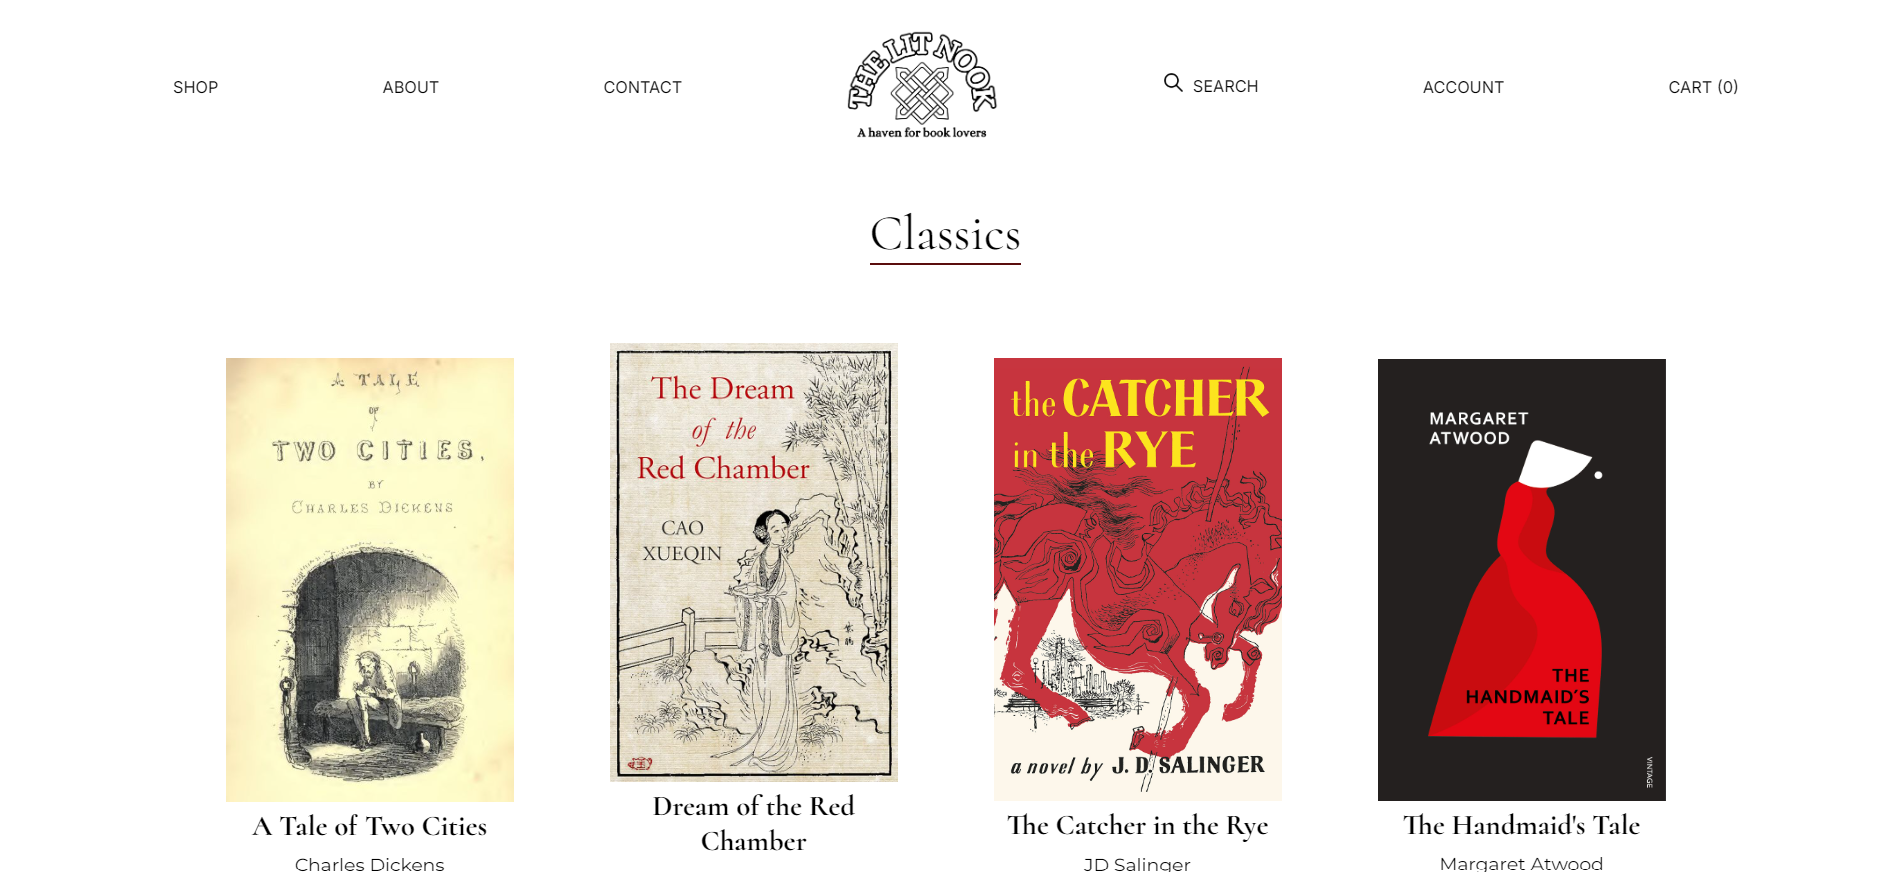 SHOP
ABOUT
CONTACT
THE LIT NOOK
A haven for book lovers
SEARCH
ACCOUNT
CART (0)
Classics
A TALE
OF
TWO CITIES.
BY
CHARLES DICKENS
The Dream
of the
Red Chamber
CAO
XUEQIN
the CATCHER
in the RYE
a novel by J. D. SALINGER
MARGARET
ATWOOD
THE
HANDMAID'S
TALE
VINTAGE
A Tale of Two Cities
Charles Dickens
Dream of the Red
Chamber
The Catcher in the Rye
JD Salinger
The Handmaid's Tale
Margaret Atwood